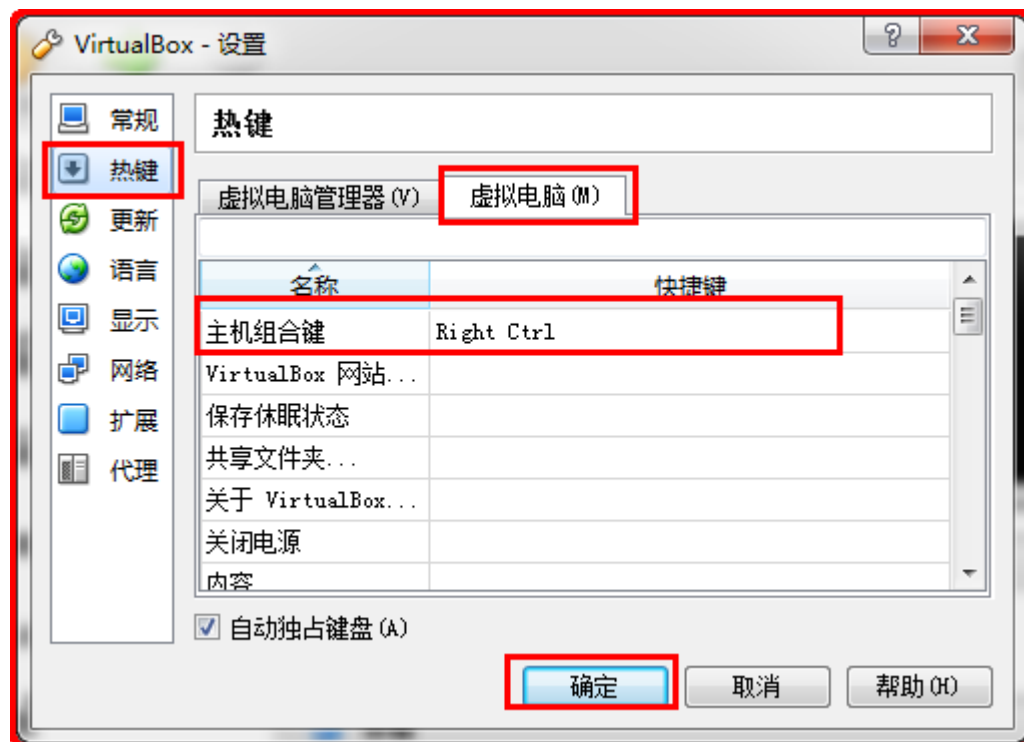 VirtualBox - 设置
常规
热键
更新
语言
显示
网络
扩展
代理
热键
虚拟电脑管理器(V)
虚拟电脑(M)
名称 快捷键
主机组合键 Right Ctrl
VirtualBox 网站...
保存休眠状态
共享文件夹...
关于 VirtualBox...
关闭电源
内容
自动独占键盘(A)
确定 取消 帮助(H)